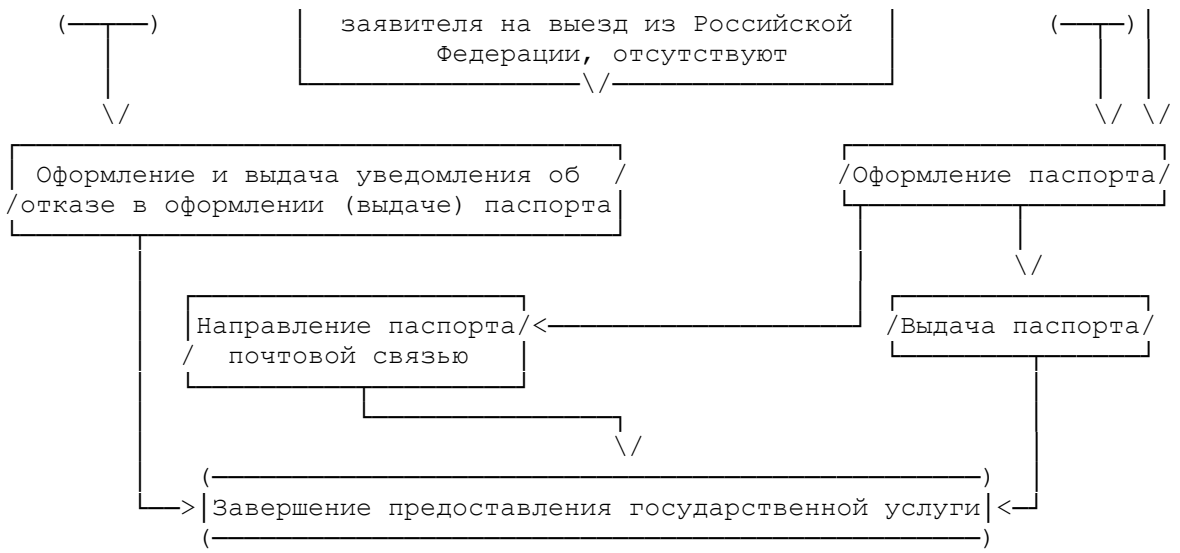 заявителя на выезд из Российской
Федерации, отсутствуют
Оформление и выдача уведомления об
отказе в оформлении (выдаче) паспорта
Оформление паспорта
Направление паспорта
почтовой связью
Выдача паспорта
Завершение предоставления государственной услуги